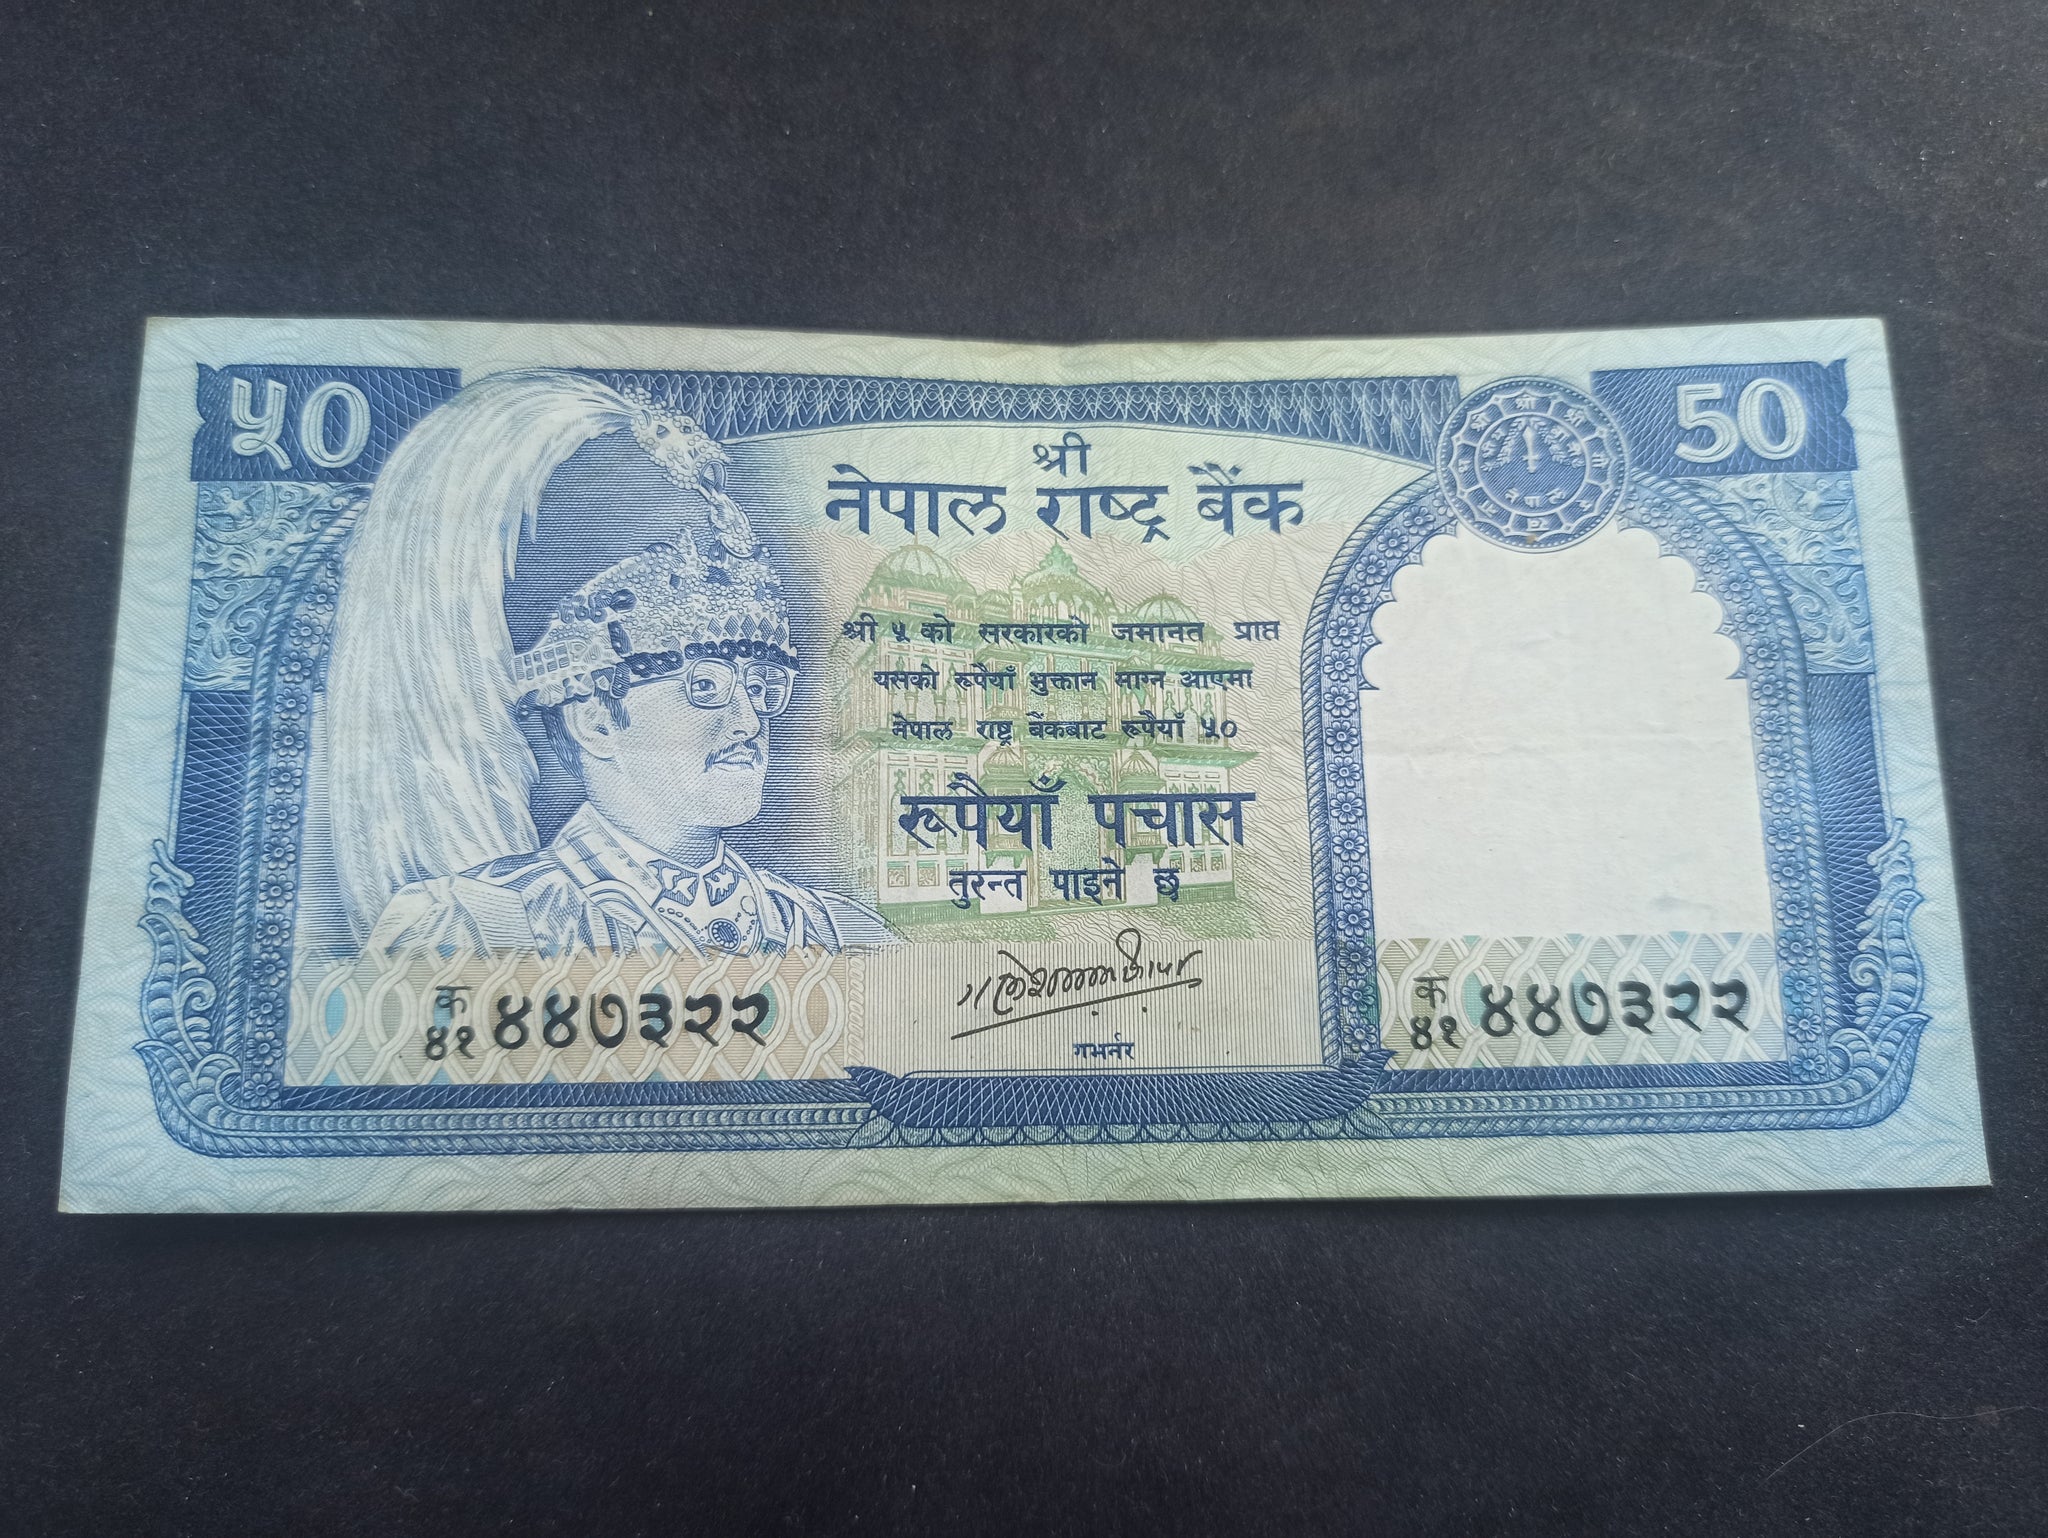 ५०
50
श्री
नेपाल राष्ट्र बैंक
श्री ५ को सरकारको जमानत प्राप्त
यसको रूपैयाँ भुक्तान माग्न आएमा
नेपाल राष्ट्र बैंकबाट रूपैयाँ ५०
रूपैयाँ पचास
तुरन्त पाइने छ
गभर्नर
क
४१ ४४७३२२
क
४१ ४४७३२२